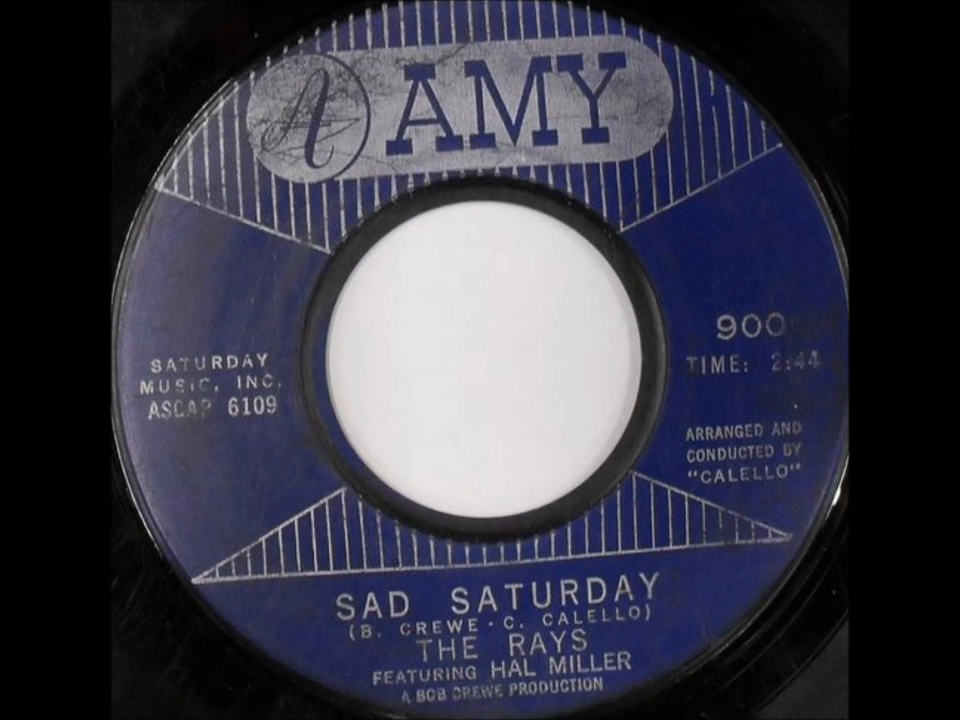 A AMY
SATURDAY
MUSIC, INC.
ASCAP 6109
900
TIME: 2:44
ARRANGED AND
CONDUCTED BY
"CALELLO"
SAD SATURDAY
(B. CREWE - C. CALELLO)
THE RAYS
FEATURING HAL MILLER
A BOB CREWE PRODUCTION